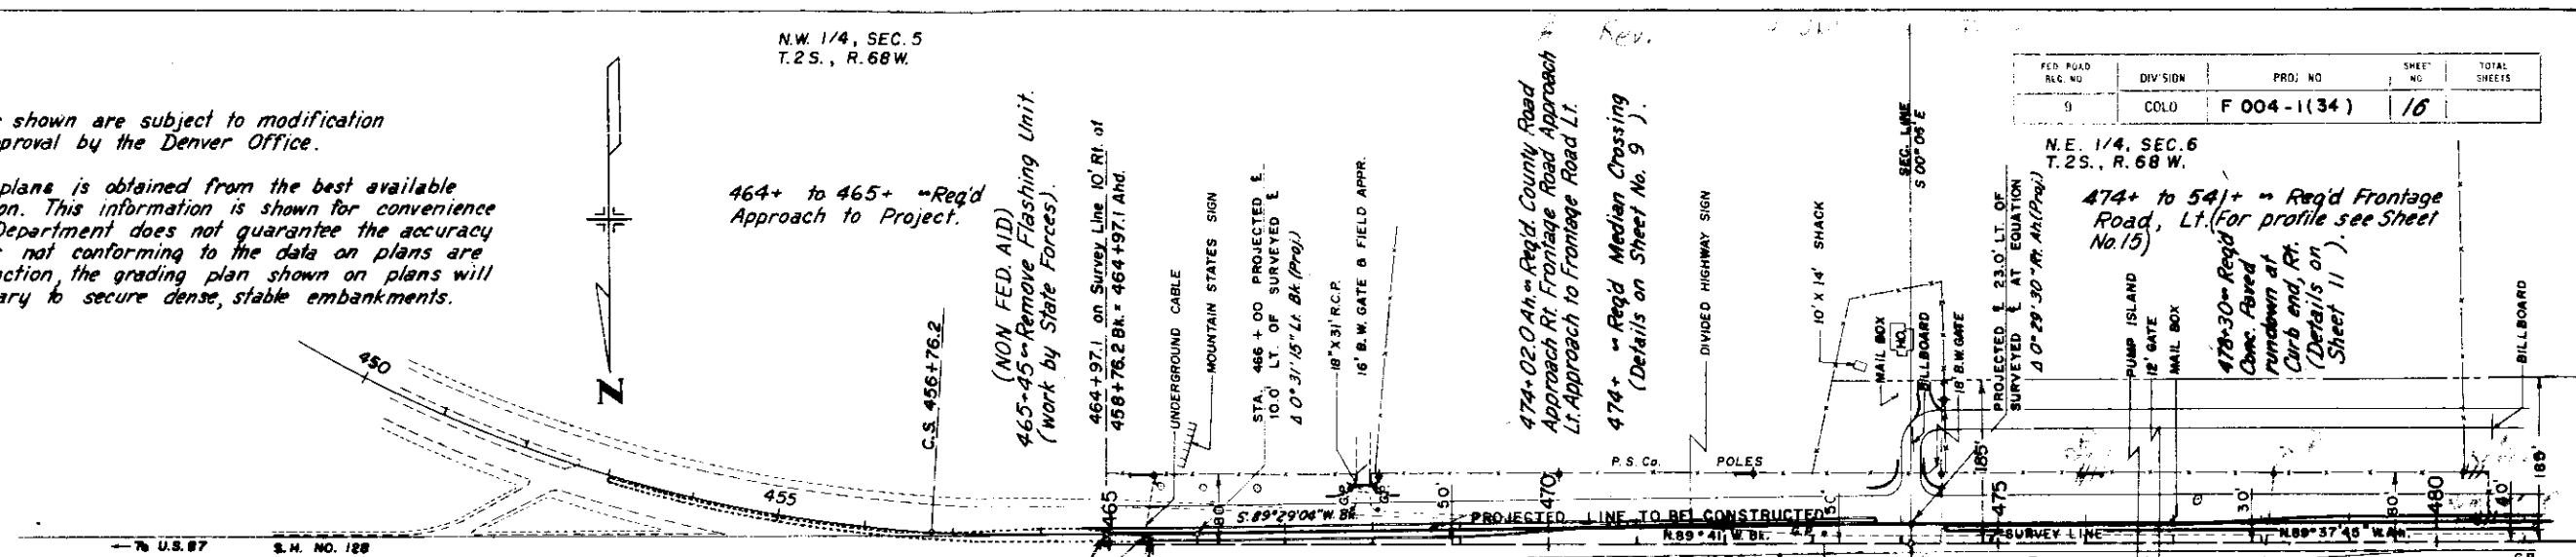 N.W. 1/4, SEC. 5
T. 2 S., R. 68 W.
Rev.
FED. ROAD REG. NO
DIVISION
PROJ NO
SHEET NO
TOTAL SHEETS
9
COLO
F 004-1(34)
16
shown are subject to modification
proval by the Denver Office.
plans is obtained from the best available
on. This information is shown for convenience
Department does not guarantee the accuracy
not conforming to the data on plans are
ction, the grading plan shown on plans will
ary to secure dense, stable embankments.
Z
464+ to 465+ ~ Req'd
Approach to Project.
(NON FED. AID)
465+45 ~ Remove Flashing Unit.
(work by State Forces).
464+97.1 on Survey Line 10' Rt. of
458+76.2 Bk. = 464+97.1 Ahd.
UNDERGROUND CABLE
MOUNTAIN STATES SIGN
STA. 466+00 PROJECTED ℄
10.0' LT. OF SURVEYED ℄
Δ 0°31'15" Lt. Bk. (Proj.)
18" X 31' R.C.P.
16' B.W. GATE & FIELD APPR.
474+02.0 Ah. ~ Req'd. County Road
Approach Rt. Frontage Road Approach
Lt. Approach to Frontage Road Lt.
474+ ~ Req'd Median Crossing
(Details on Sheet No. 9 ).
DIVIDED HIGHWAY SIGN
10' X 14' SHACK
SEC. LINE
S 00°06' E
MAIL BOX
HO.
BILLBOARD
18' B.W. GATE
PROJECTED ℄ 23.0' LT. OF
SURVEYED ℄ AT EQUATION
Δ 0°29'30" Rt. Ah. (Proj.)
N.E. 1/4, SEC. 6
T. 2 S., R. 68 W.
474+ to 541+ ~ Req'd Frontage
Road, Lt. (For profile see Sheet
No. 15)
PUMP ISLAND
12' GATE
MAIL BOX
478+30 ~ Req'd
Conc. Paved
rundown at
Curb end, Rt.
(Details on
Sheet 11 ).
BILLBOARD
450
455
C.S. 456+76.2
465
80'
G.P.
G.P.
50'
470
P.S. Co. POLES
50'
185'
475
30'
80'
480
40'
185'
S. 89°29'04" W. Bk.
PROJECTED LINE TO BE CONSTRUCTED
N.89°41' W. Bk.
SURVEY LINE
N.89°37'45" W. Ah.
← To U.S. 87
S.H. NO. 128